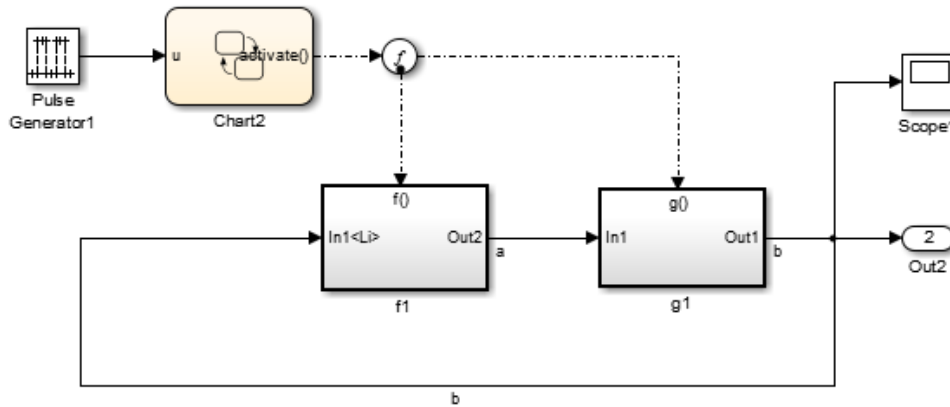 u
activate()
f
Pulse
Generator1
Chart2
Scope1
f()
In1<Li>
Out2
a
f1
g()
In1
Out1
b
g1
2
Out2
b